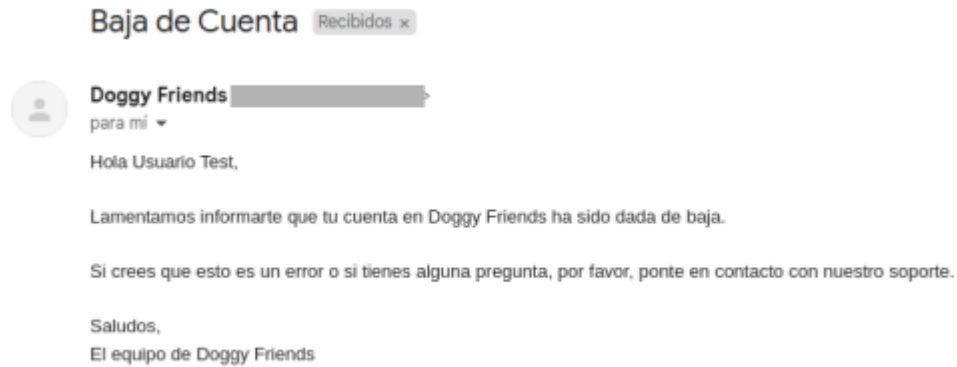 Baja de Cuenta Recibidos ×
Doggy Friends >
para mí
Hola Usuario Test,
Lamentamos informarte que tu cuenta en Doggy Friends ha sido dada de baja.
Si crees que esto es un error o si tienes alguna pregunta, por favor, ponte en contacto con nuestro soporte.
Saludos,
El equipo de Doggy Friends